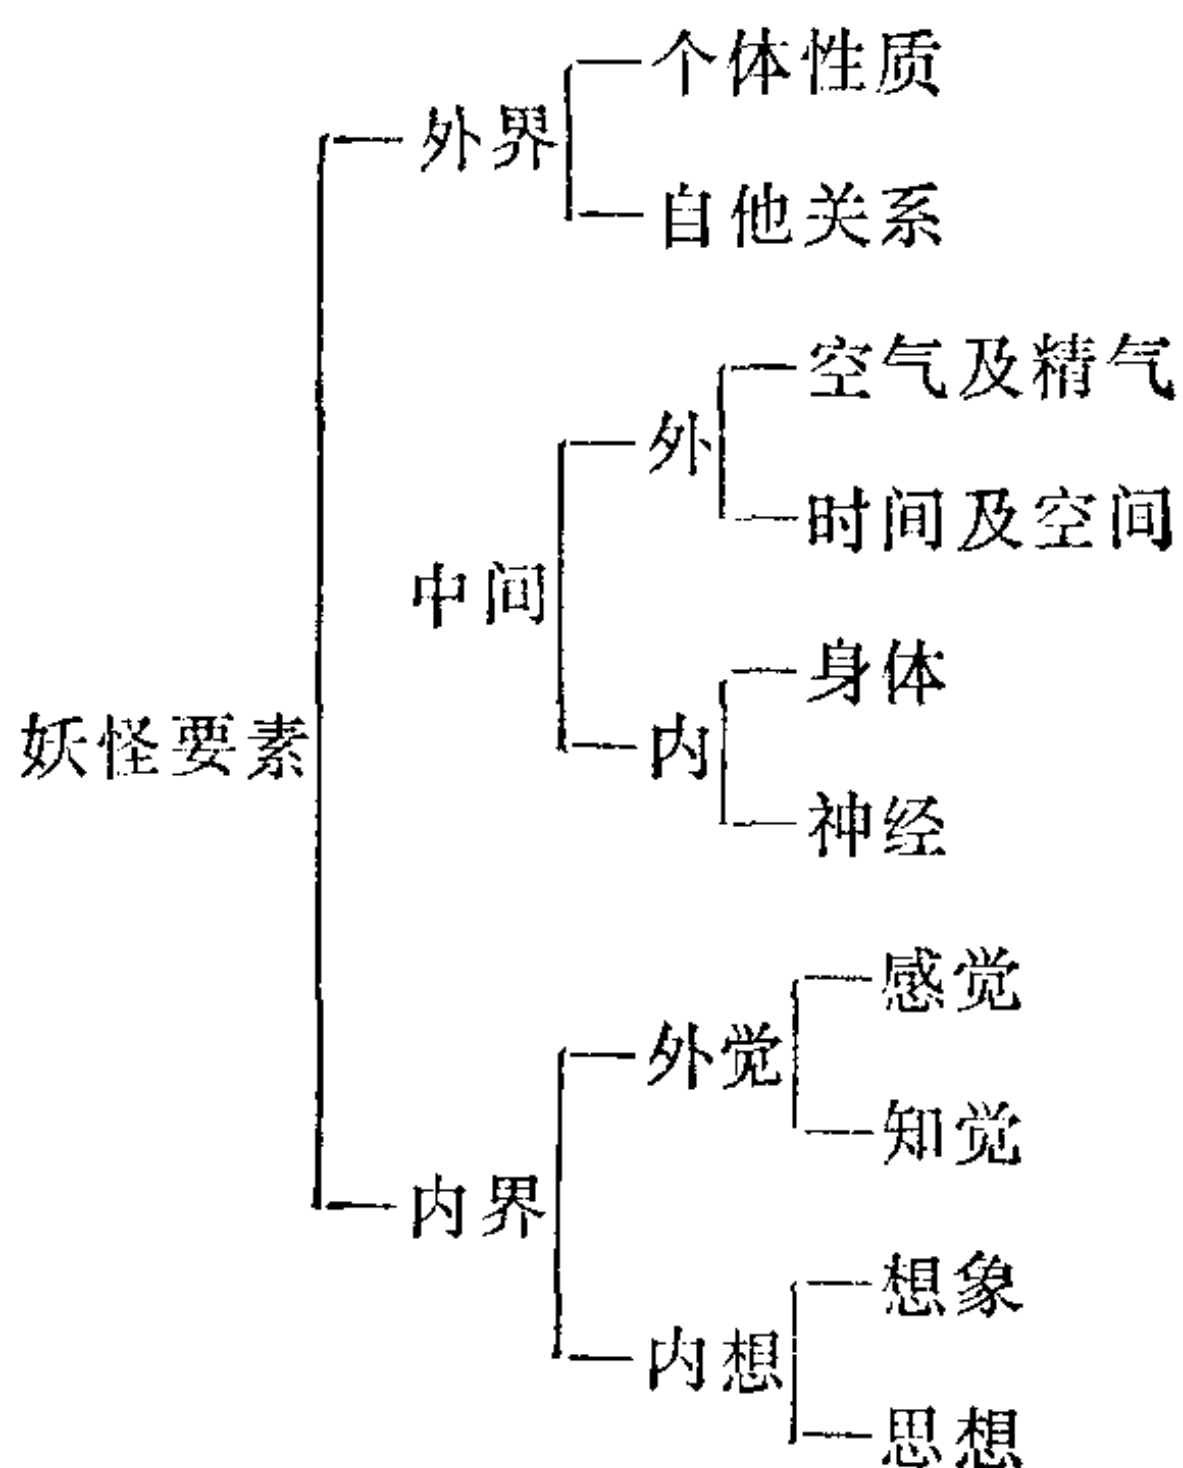 个体性质
外界
自他关系
空气及精气
外
时间及空间
中间
身体
妖怪要素
内
神经
感觉
外觉
知觉
内界
想象
内想
思想